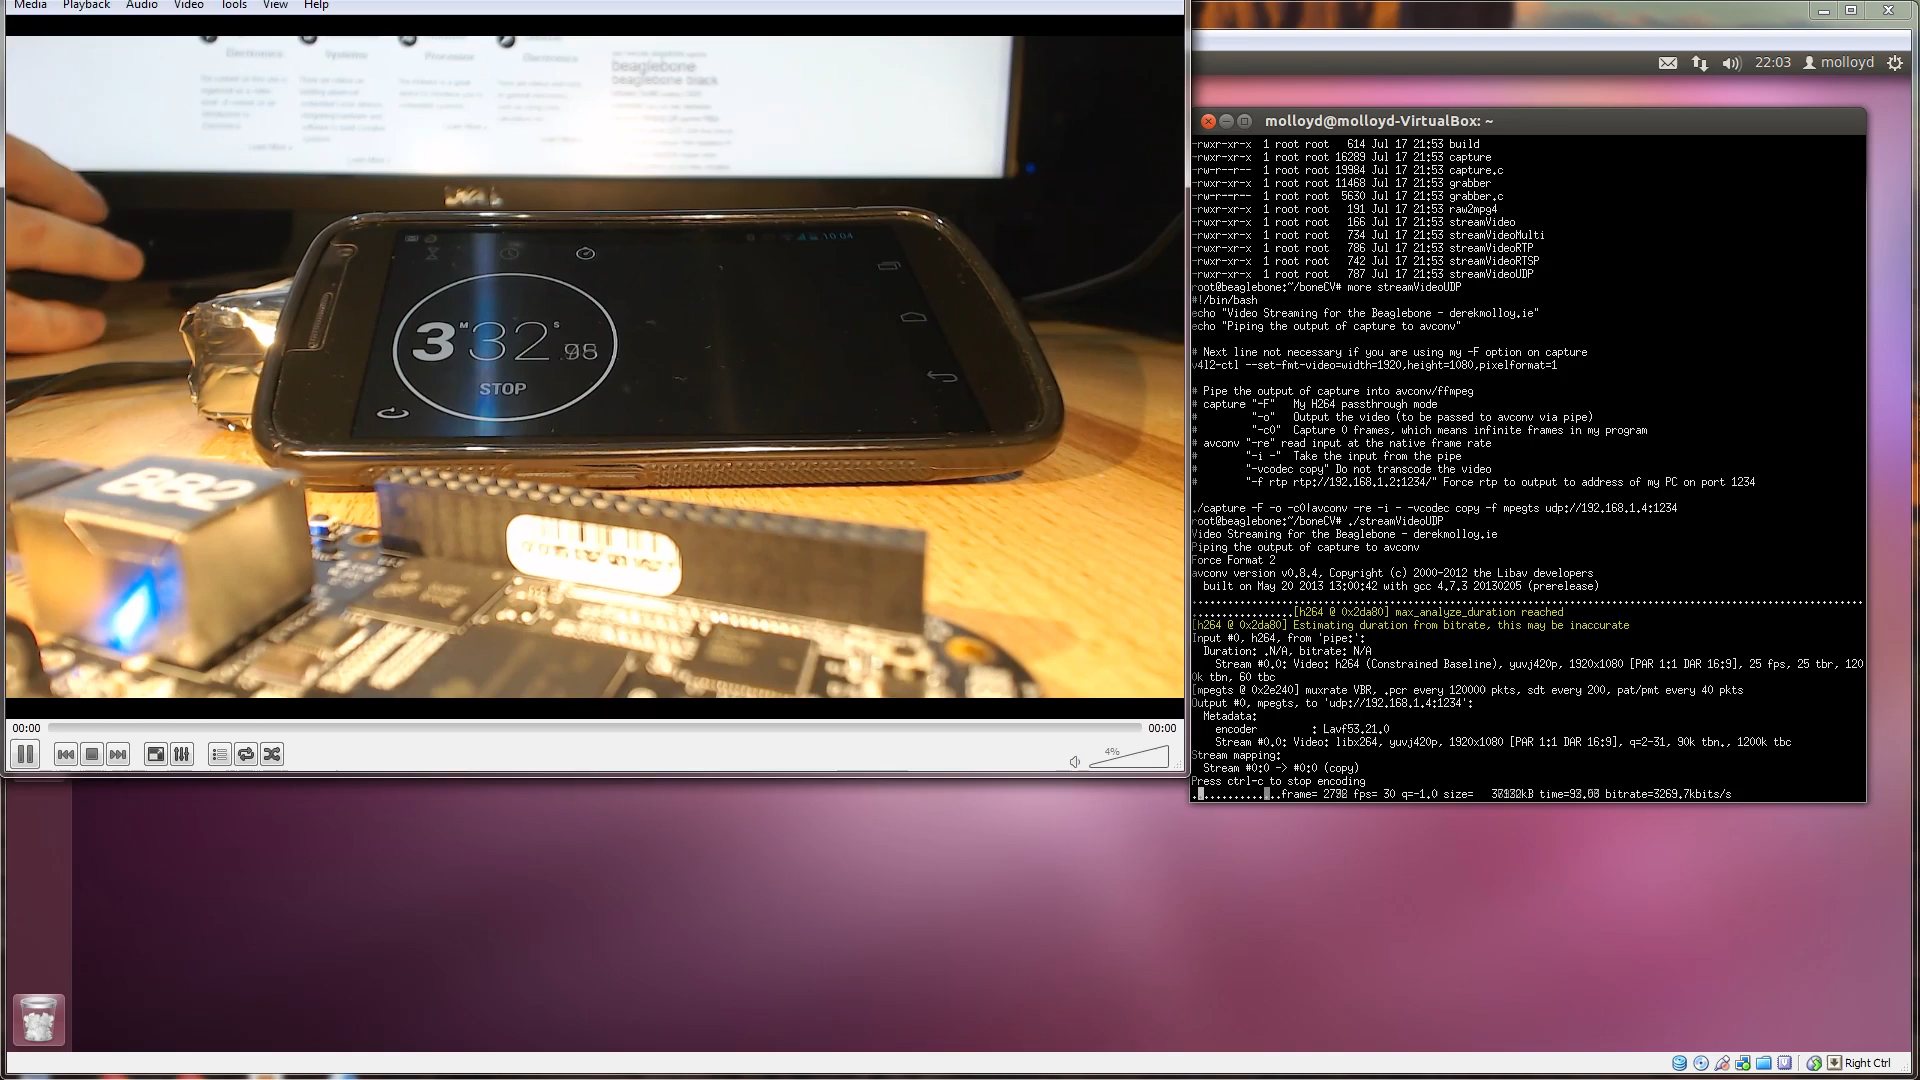 Media Playback Audio Video Tools View Help
Electronics
Systems
Processor
Electronics
beaglebone
beaglebone black
DELL
10:04
3 M 32 S .98
STOP
BB2
00:00
00:00
4%
22:03 molloyd
molloyd@molloyd-VirtualBox: ~
-rwxr-xr-x 1 root root 614 Jul 17 21:53 build
-rwxr-xr-x 1 root root 16289 Jul 17 21:53 capture
-rw-r--r-- 1 root root 19984 Jul 17 21:53 capture.c
-rwxr-xr-x 1 root root 11468 Jul 17 21:53 grabber
-rw-r--r-- 1 root root 5630 Jul 17 21:53 grabber.c
-rwxr-xr-x 1 root root 191 Jul 17 21:53 raw2mpg4
-rwxr-xr-x 1 root root 166 Jul 17 21:53 streamVideo
-rwxr-xr-x 1 root root 734 Jul 17 21:53 streamVideoMulti
-rwxr-xr-x 1 root root 786 Jul 17 21:53 streamVideoRTP
-rwxr-xr-x 1 root root 742 Jul 17 21:53 streamVideoRTSP
-rwxr-xr-x 1 root root 787 Jul 17 21:53 streamVideoUDP
root@beaglebone:~/boneCV# more streamVideoUDP
#!/bin/bash
echo "Video Streaming for the Beaglebone - derekmolloy.ie"
echo "Piping the output of capture to avconv"
# Next line not necessary if you are using my -F option on capture
v4l2-ctl --set-fmt-video=width=1920,height=1080,pixelformat=1
# Pipe the output of capture into avconv/ffmpeg
# capture "-F" My H264 passthrough mode
# "-o" Output the video (to be passed to avconv via pipe)
# "-c0" Capture 0 frames, which means infinite frames in my program
# avconv "-re" read input at the native frame rate
# "-i -" Take the input from the pipe
# "-vcodec copy" Do not transcode the video
# "-f rtp rtp://192.168.1.2:1234/" Force rtp to output to address of my PC on port 1234
./capture -F -o -c0|avconv -re -i - -vcodec copy -f mpegts udp://192.168.1.4:1234
root@beaglebone:~/boneCV# ./streamVideoUDP
Video Streaming for the Beaglebone - derekmolloy.ie
Piping the output of capture to avconv
Force Format 2
avconv version v0.8.4, Copyright (c) 2000-2012 the Libav developers
built on May 20 2013 13:00:42 with gcc 4.7.3 20130205 (prerelease)
[h264 @ 0x2da80] max_analyze_duration reached
[h264 @ 0x2da80] Estimating duration from bitrate, this may be inaccurate
Input #0, h264, from 'pipe:':
Duration: .N/A, bitrate: N/A
Stream #0.0: Video: h264 (Constrained Baseline), yuvj420p, 1920x1080 [PAR 1:1 DAR 16:9], 25 fps, 25 tbr, 120
0k tbn, 60 tbc
[mpegts @ 0x2e240] muxrate VBR, .pcr every 120000 pkts, sdt every 200, pat/pmt every 40 pkts
Output #0, mpegts, to 'udp://192.168.1.4:1234':
Metadata:
encoder : Lavf53.21.0
Stream #0.0: Video: libx264, yuvj420p, 1920x1080 [PAR 1:1 DAR 16:9], q=2-31, 90k tbn., 1200k tbc
Stream mapping:
Stream #0:0 -> #0:0 (copy)
Press ctrl-c to stop encoding
frame= fps= 30 q=-1.0 size= bitrate=3269.7kbits/s
Right Ctrl